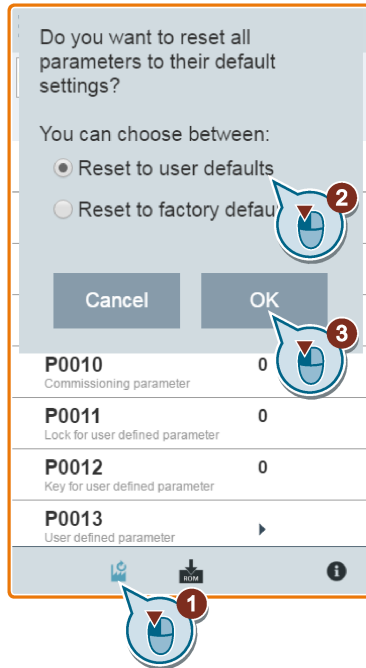 Do you want to reset all
parameters to their default
settings?
You can choose between:
Reset to user defaults
2
Reset to factory defau
Cancel
OK
3
P0010
0
Commissioning parameter
P0011
0
Lock for user defined parameter
P0012
0
Key for user defined parameter
P0013
User defined parameter
ROM
i
1